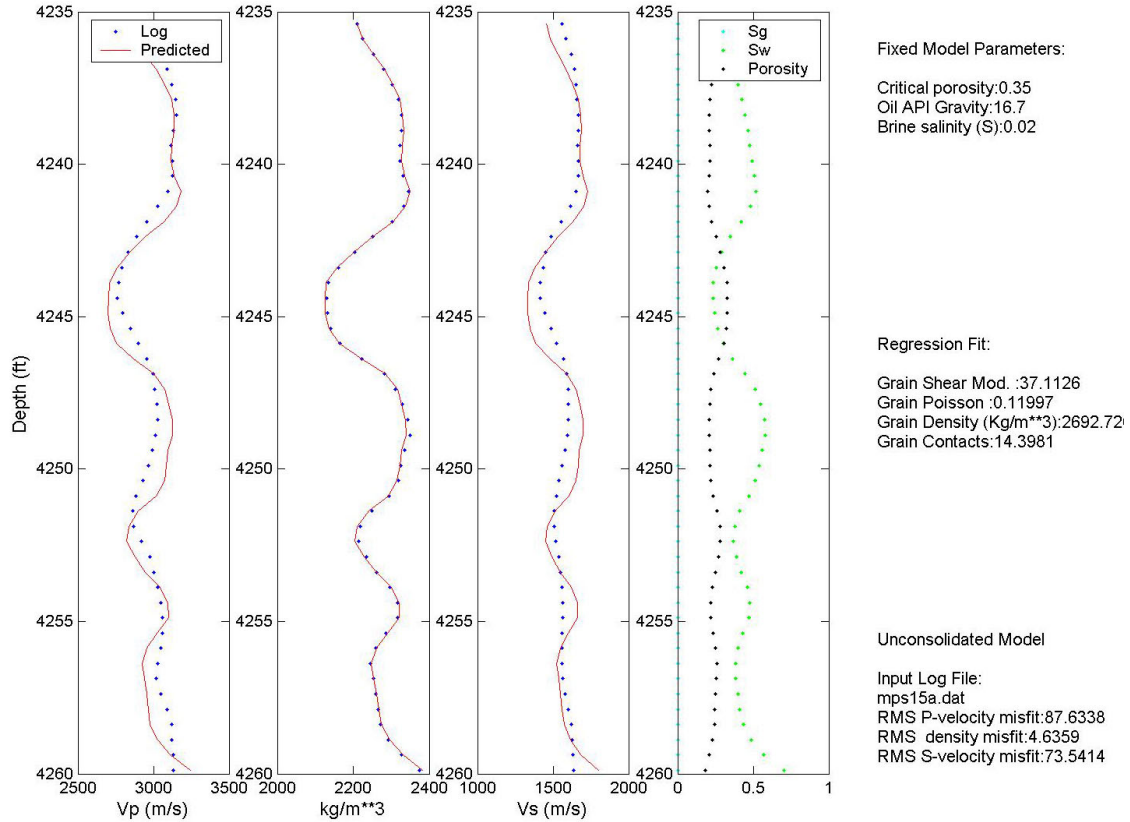 4235
4240
4245
4250
4255
4260
Depth (ft)
2500
3000
3500
Vp (m/s)
Log
Predicted
4235
4240
4245
4250
4255
4260
2000
2200
2400
kg/m**3
4235
4240
4245
4250
4255
4260
1000
1500
2000
Vs (m/s)
4235
4240
4245
4250
4255
4260
0
0.5
1
Sg
Sw
Porosity
Fixed Model Parameters:
Critical porosity:0.35
Oil API Gravity:16.7
Brine salinity (S):0.02
Regression Fit:
Grain Shear Mod. :37.1126
Grain Poisson :0.11997
Grain Density (Kg/m**3):2692.72
Grain Contacts:14.3981
Unconsolidated Model
Input Log File:
mps15a.dat
RMS P-velocity misfit:87.6338
RMS  density misfit:4.6359
RMS S-velocity misfit:73.5414